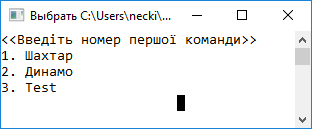 Выбрать C:\Users\necki\...
<<Введіть номер першої команди>>
1. Шахтар
2. Динамо
3. Test